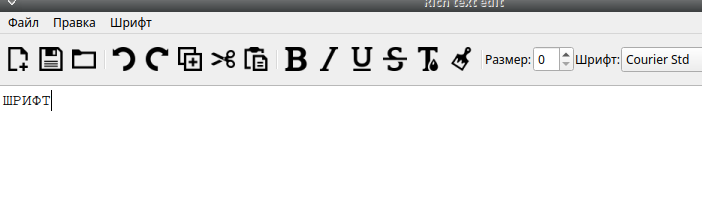 Rich text edit
Файл Правка Шрифт
Размер: 0 Шрифт: Courier Std
ШРИФТ